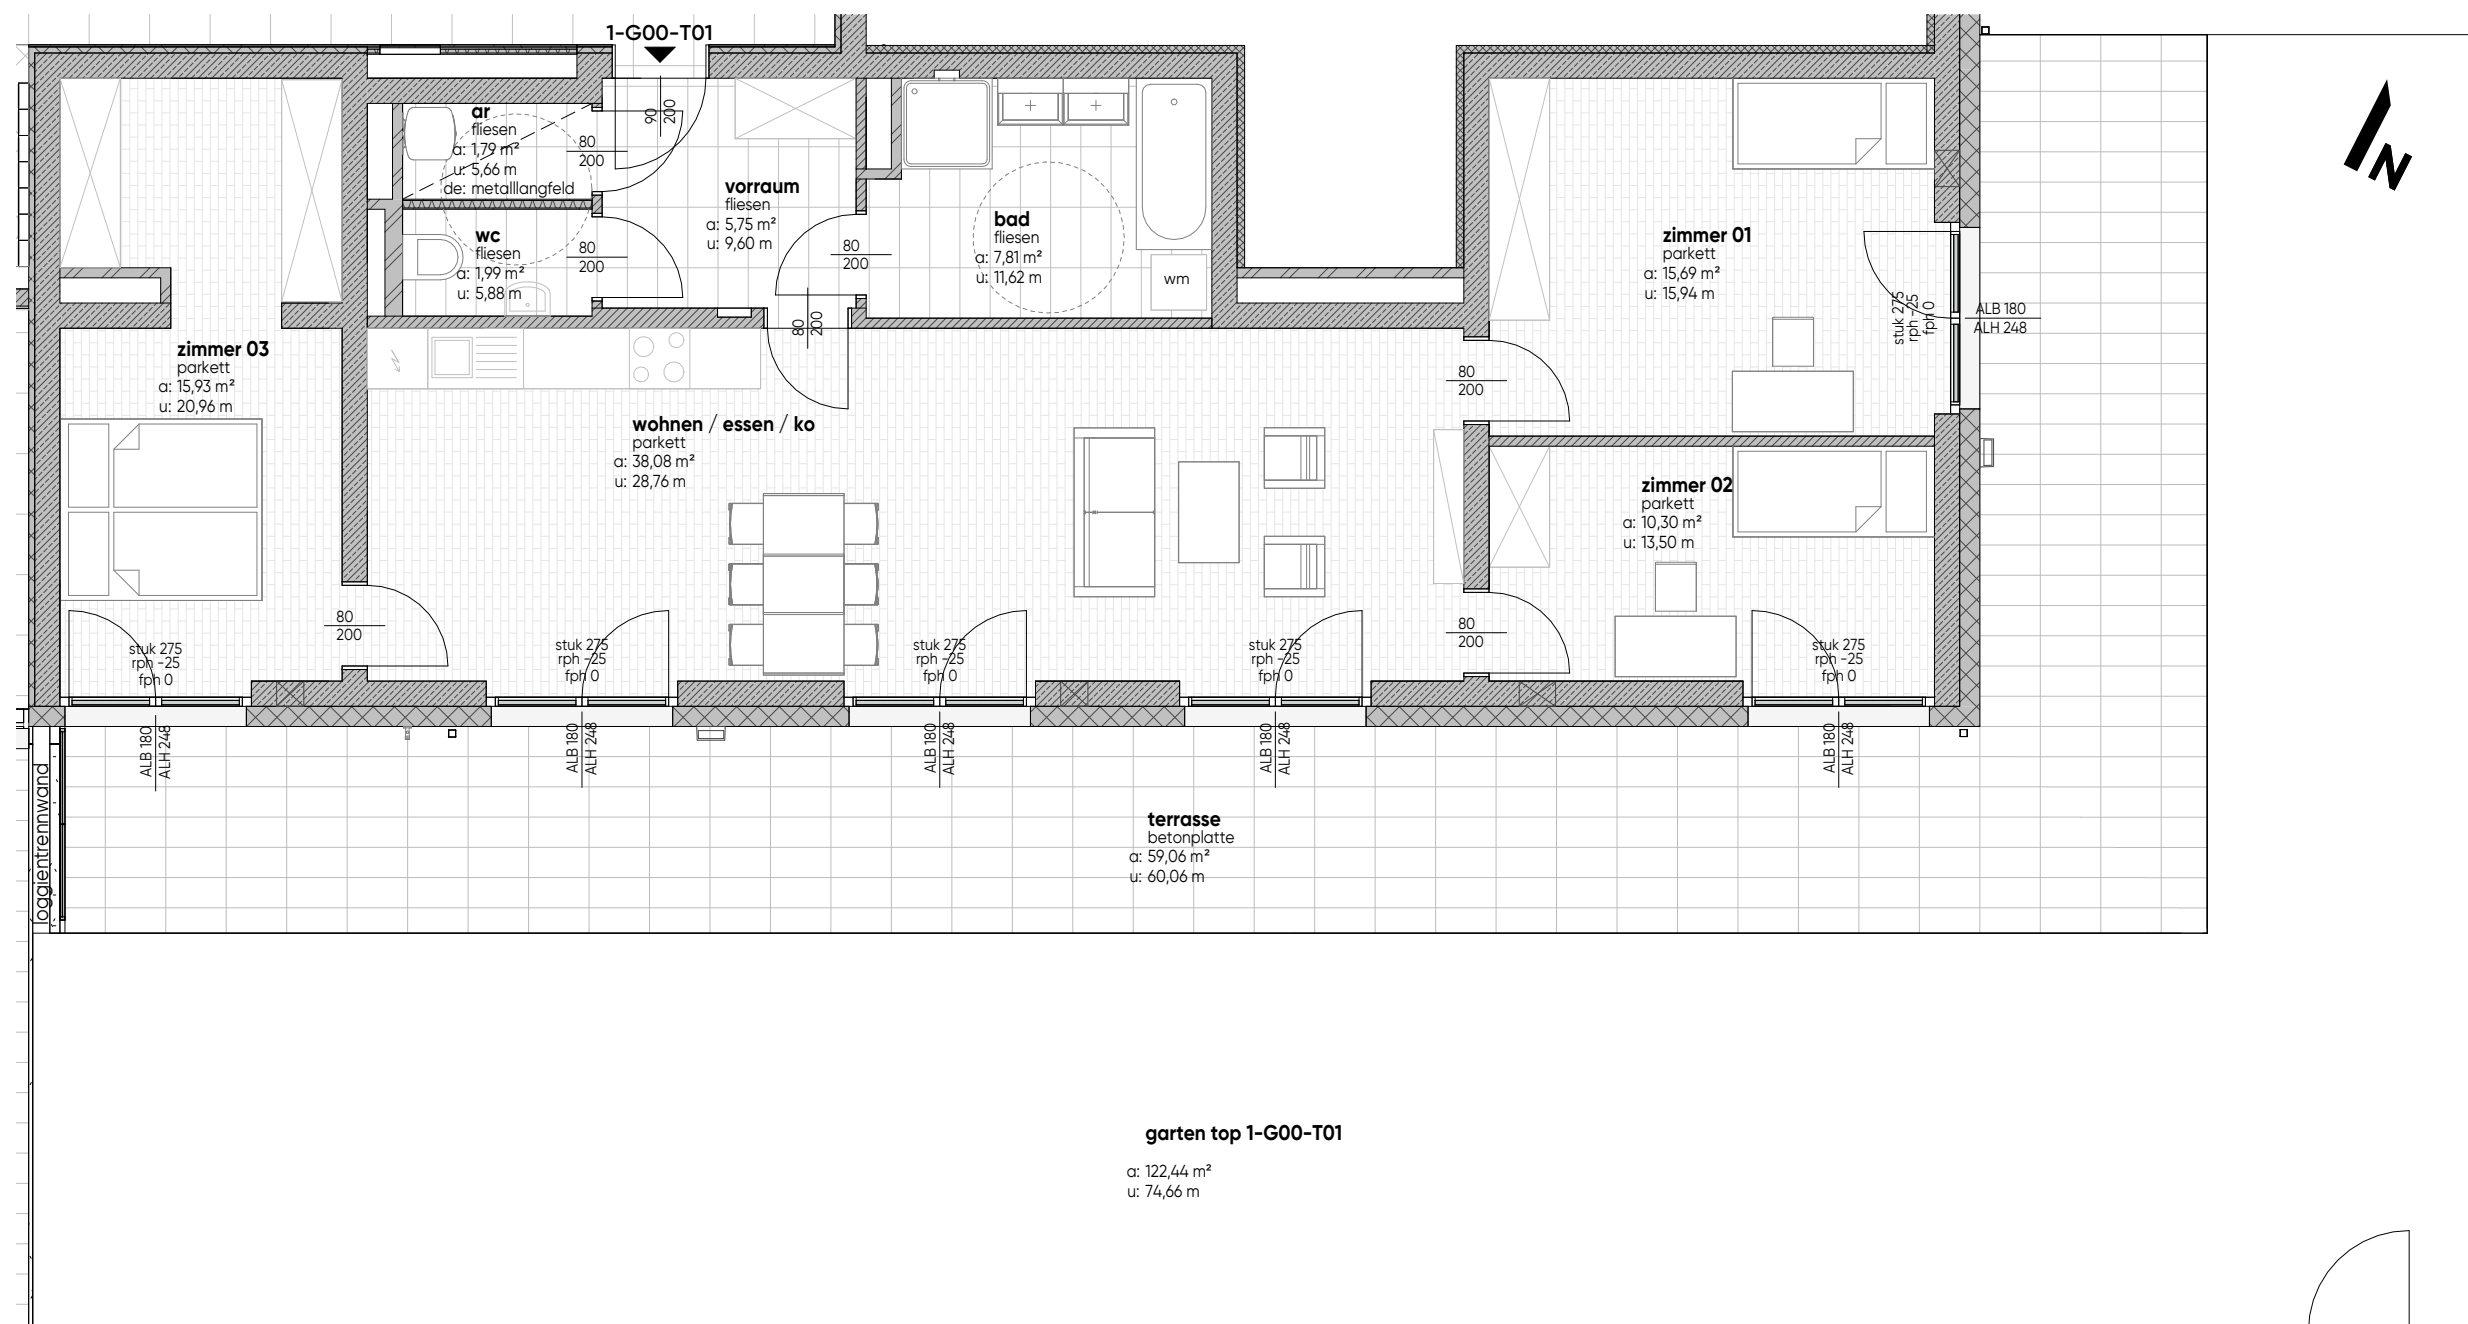 1-G00-T01
90
200
ar
fliesen
a: 1,79 m²
u: 5,66 m
de: metalllangfeld
80
200
vorraum
fliesen
a: 5,75 m²
u: 9,60 m
wc
fliesen
a: 1,99 m²
u: 5,88 m
80
200
80
200
80
200
bad
fliesen
a: 7,81 m²
u: 11,62 m
wm
zimmer 01
parkett
a: 15,69 m²
u: 15,94 m
stuk 275
rph -25
fph 0
ALB 180
ALH 248
N
zimmer 03
parkett
a: 15,93 m²
u: 20,96 m
wohnen / essen / ko
parkett
a: 38,08 m²
u: 28,76 m
80
200
zimmer 02
parkett
a: 10,30 m²
u: 13,50 m
80
200
80
200
stuk 275
rph -25
fph 0
stuk 275
rph -25
fph 0
stuk 275
rph -25
fph 0
stuk 275
rph -25
fph 0
stuk 275
rph -25
fph 0
ALB 180
ALH 248
ALB 180
ALH 248
ALB 180
ALH 248
ALB 180
ALH 248
ALB 180
ALH 248
loggientrennwand
terrasse
betonplatte
a: 59,06 m²
u: 60,06 m
garten top 1-G00-T01
a: 122,44 m²
u: 74,66 m